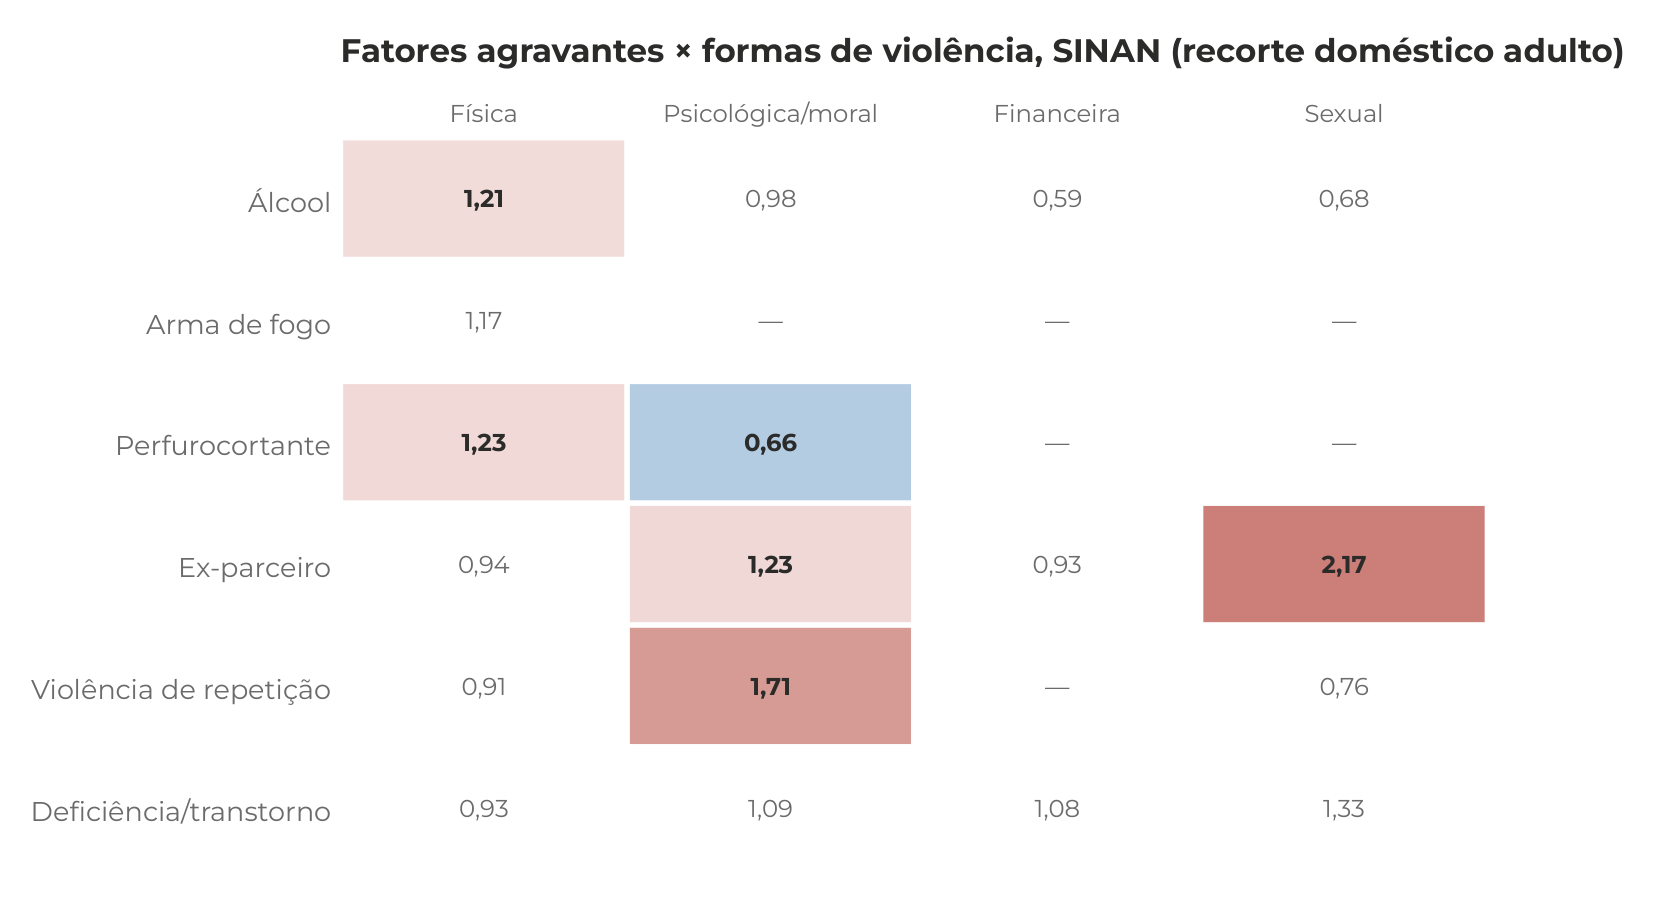 Fatores agravantes × formas de violência, SINAN (recorte doméstico adulto)
Física Psicológica/moral Financeira Sexual
Álcool 1,21 0,98 0,59 0,68
Arma de fogo 1,17 — — —
Perfurocortante 1,23 0,66 — —
Ex-parceiro 0,94 1,23 0,93 2,17
Violência de repetição 0,91 1,71 — 0,76
Deficiência/transtorno 0,93 1,09 1,08 1,33